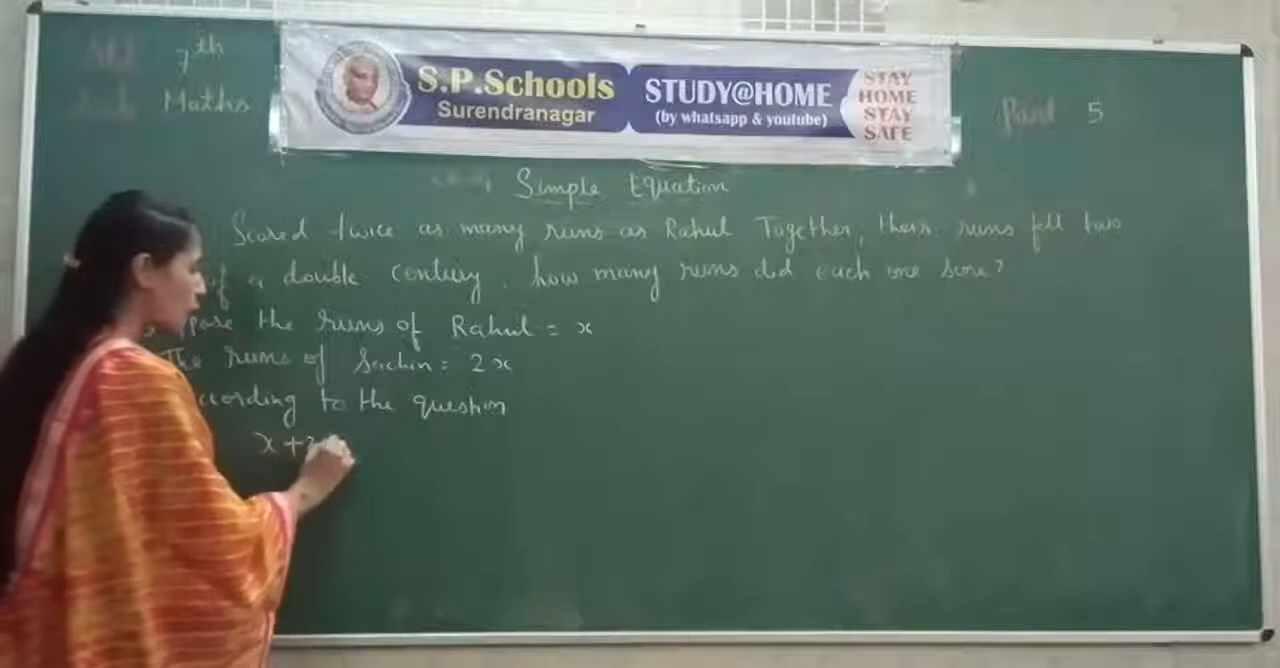 7th
Maths
S.P.Schools
Surendranagar
STUDY@HOME
(by whatsapp & youtube)
STAY
HOME
STAY
SAFE
Part 5
Simple Equation
Scored twice as many runs as Rahul Together, their runs fell two
of a double century, how many runs did each one score?
the runs of Rahul = x
The runs of Sachin = 2x
to the question
x +